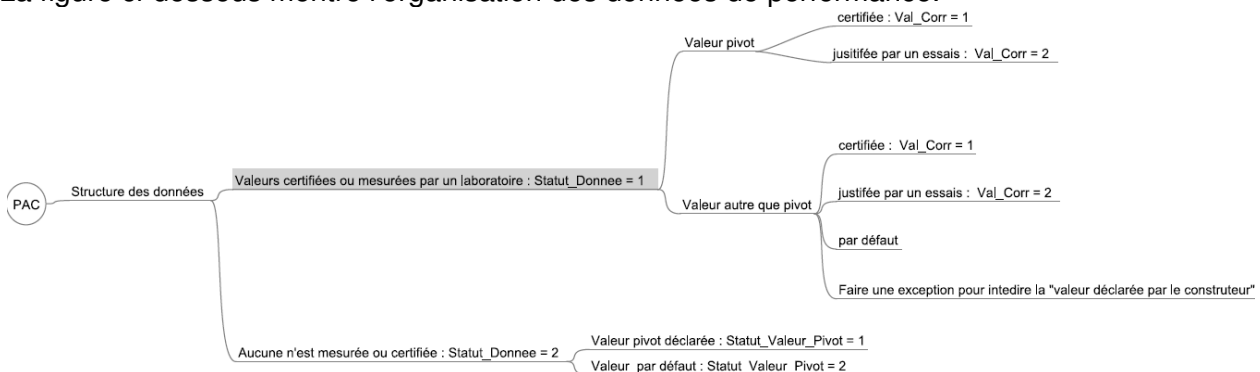 La figure ci-dessous montre l'organisation des données de performance.
certifiée : Val_Corr = 1
Valeur pivot
jusitifée par un essais : Val_Corr = 2
certifiée : Val_Corr = 1
Valeurs certifiées ou mesurées par un laboratoire : Statut_Donnee = 1
Structure des données
justifée par un essais : Val_Corr = 2
PAC
Valeur autre que pivot
par défaut
Faire une exception pour intedire la "valeur déclarée par le construteur"
Valeur pivot déclarée : Statut_Valeur_Pivot = 1
Aucune n'est mesurée ou certifiée : Statut_Donnee = 2
Valeur par défaut : Statut_Valeur_Pivot = 2